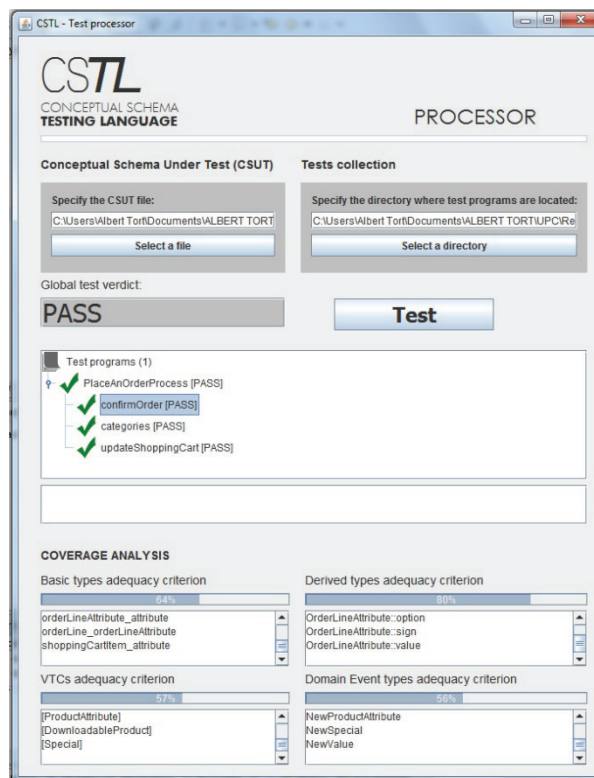 CSTL - Test processor
CSTL
CONCEPTUAL SCHEMA
TESTING LANGUAGE
PROCESSOR
Conceptual Schema Under Test (CSUT)
Tests collection
Specify the CSUT file:
Specify the directory where test programs are located:
C:\Users\Albert Tort\Documents\ALBERT TORT
C:\Users\Albert Tort\Documents\ALBERT TORT\UPC\Re
Select a file
Select a directory
Global test verdict:
PASS
Test
Test programs (1)
PlaceAnOrderProcess [PASS]
confirmOrder [PASS]
categories [PASS]
updateShoppingCart [PASS]
COVERAGE ANALYSIS
Basic types adequacy criterion
Derived types adequacy criterion
64%
80%
orderLineAttribute_attribute
orderLine_orderLineAttribute
shoppingCartItem_attribute
OrderLineAttribute::option
OrderLineAttribute::sign
OrderLineAttribute::value
VTCs adequacy criterion
Domain Event types adequacy criterion
57%
56%
[ProductAttribute]
[DownloadableProduct]
[Special]
NewProductAttribute
NewSpecial
NewValue